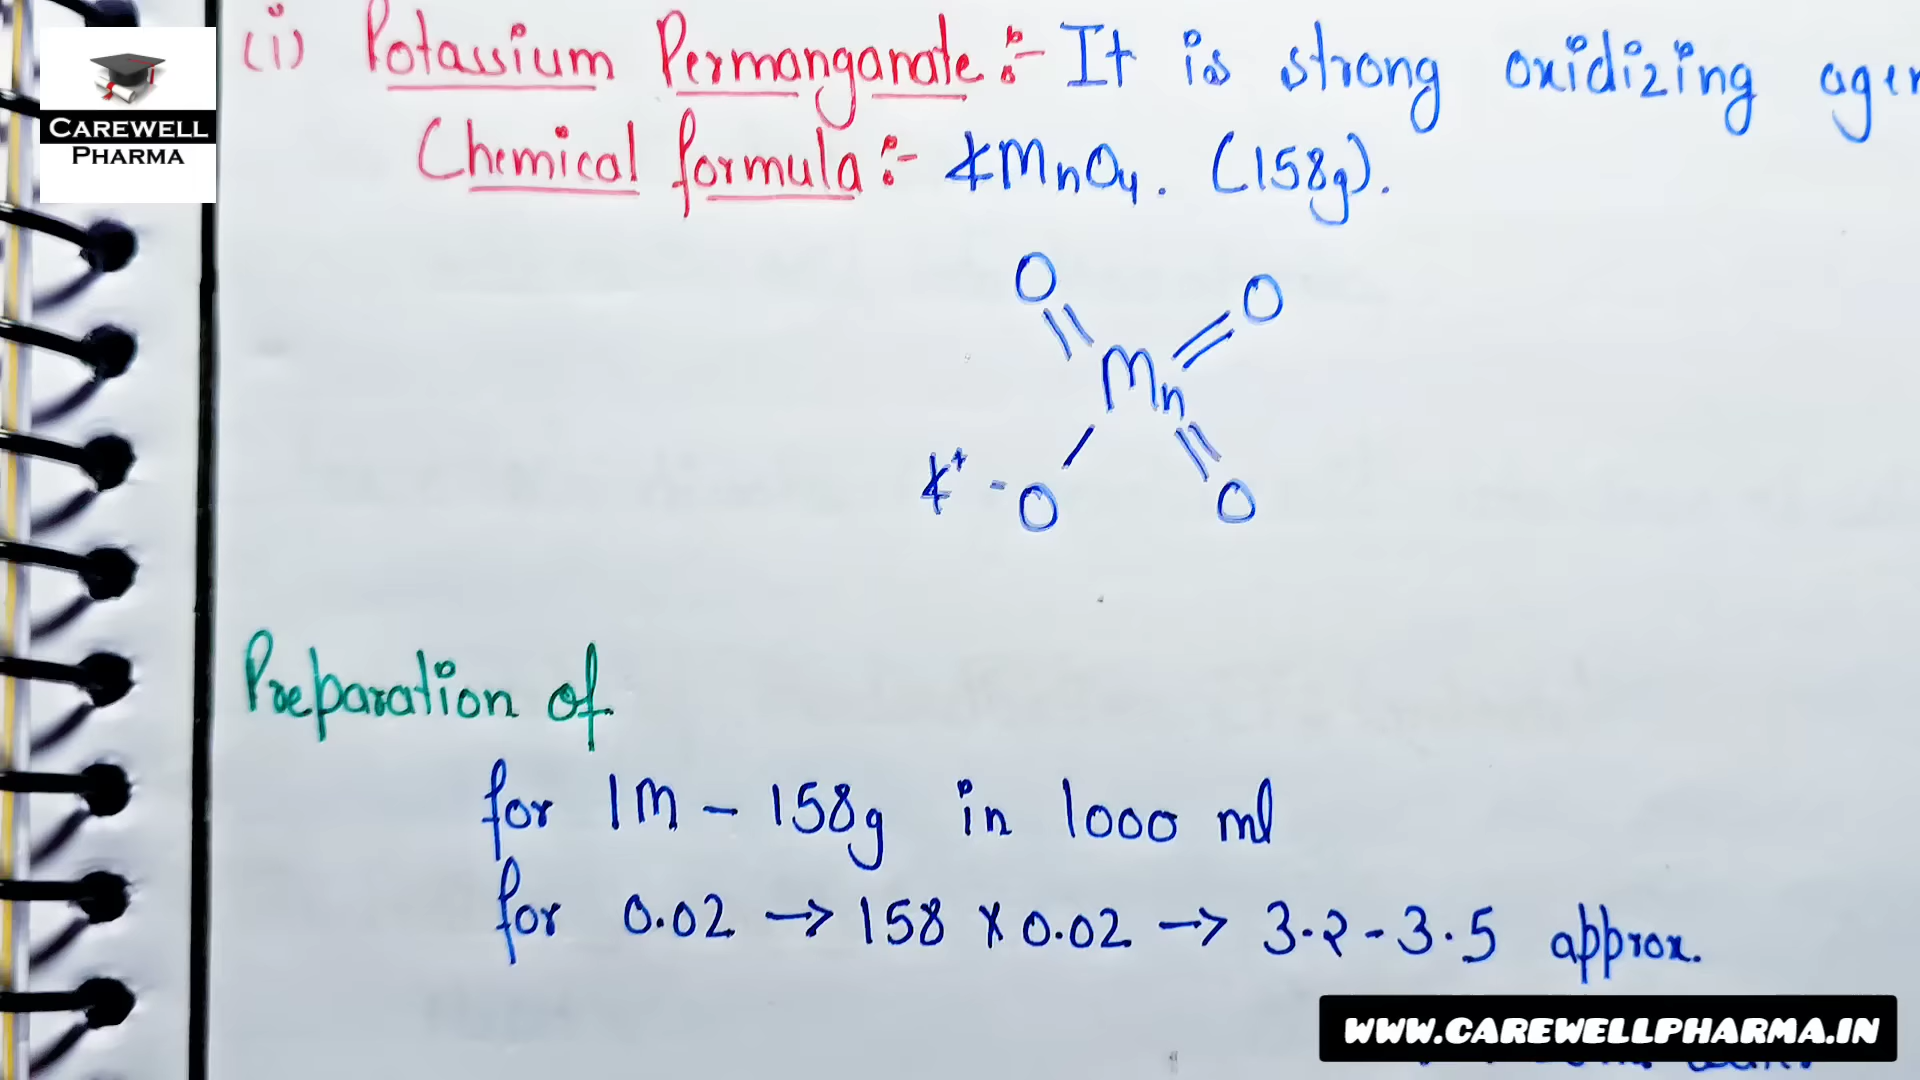 CAREWELL
PHARMA
(i) Potassium Permanganate :- It is strong oxidizing
Chemical formula :- KMnO4. (158g).
O O
Mn
K+ - O O
Preparation of
for 1M - 158g in 1000 ml
for 0.02 → 158 x 0.02 → 3.2 - 3.5 approx.
WWW.CAREWELLPHARMA.IN